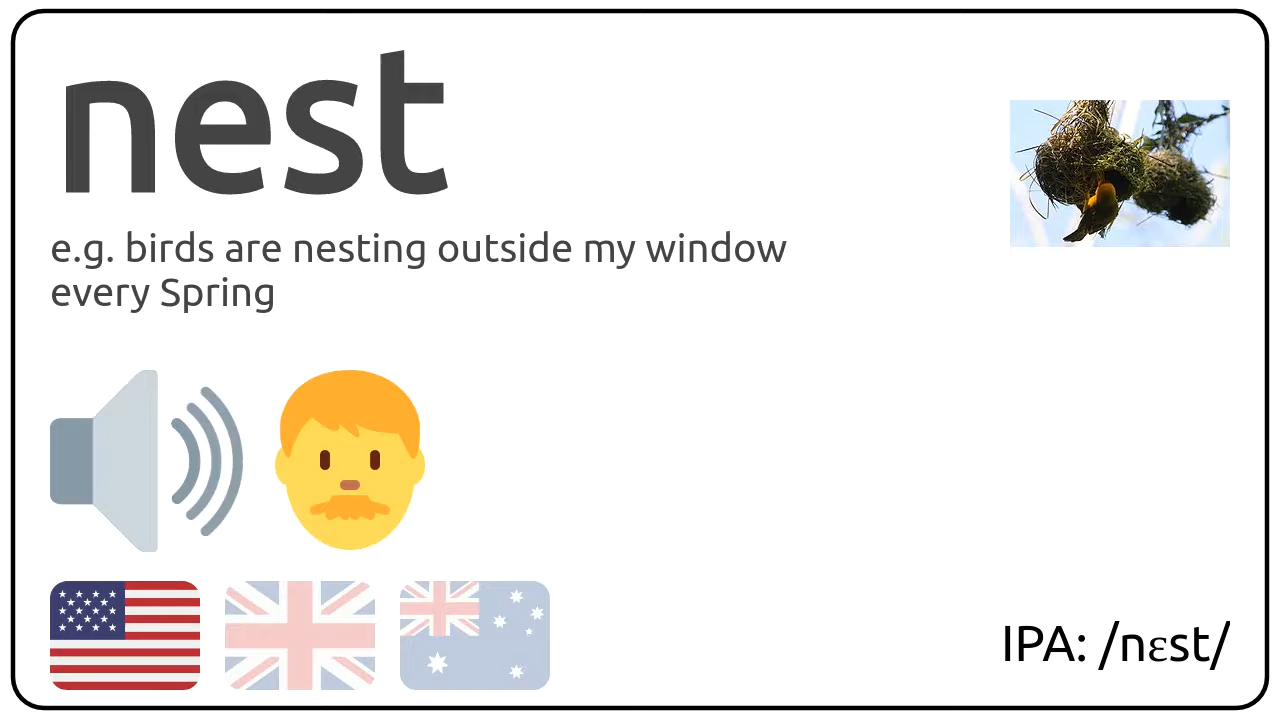 nest
e.g. birds are nesting outside my window
every Spring
IPA: /nɛst/